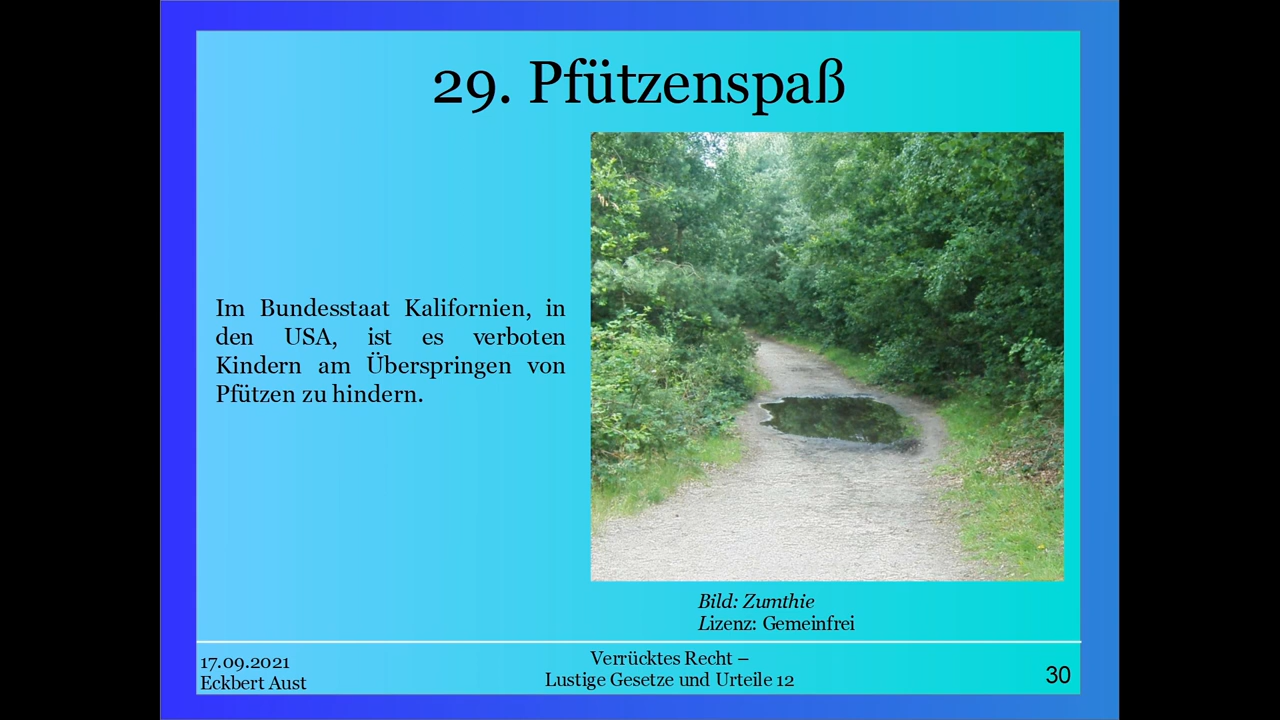 29. Pfützenspaß
Im Bundesstaat Kalifornien, in
den USA, ist es verboten
Kindern am Überspringen von
Pfützen zu hindern.
Bild: Zumthie
Lizenz: Gemeinfrei
17.09.2021
Eckbert Aust
Verrücktes Recht –
Lustige Gesetze und Urteile 12
30